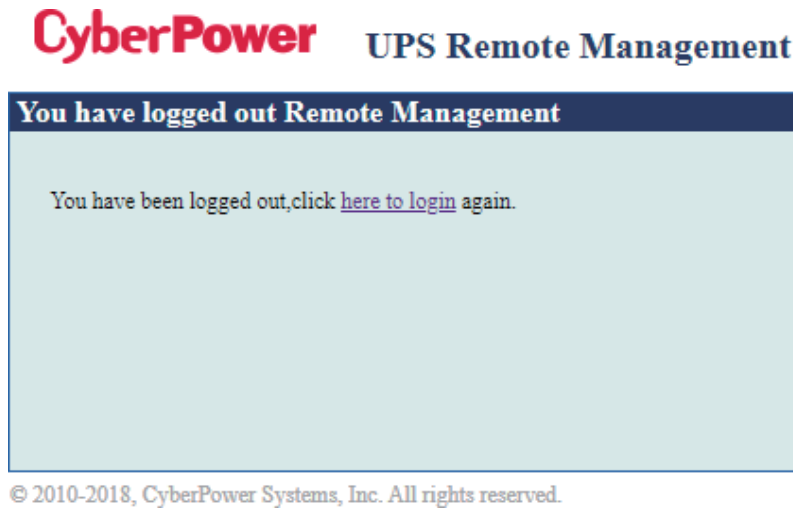 CyberPower UPS Remote Management
You have logged out Remote Management
You have been logged out,click here to login again.
© 2010-2018, CyberPower Systems, Inc. All rights reserved.